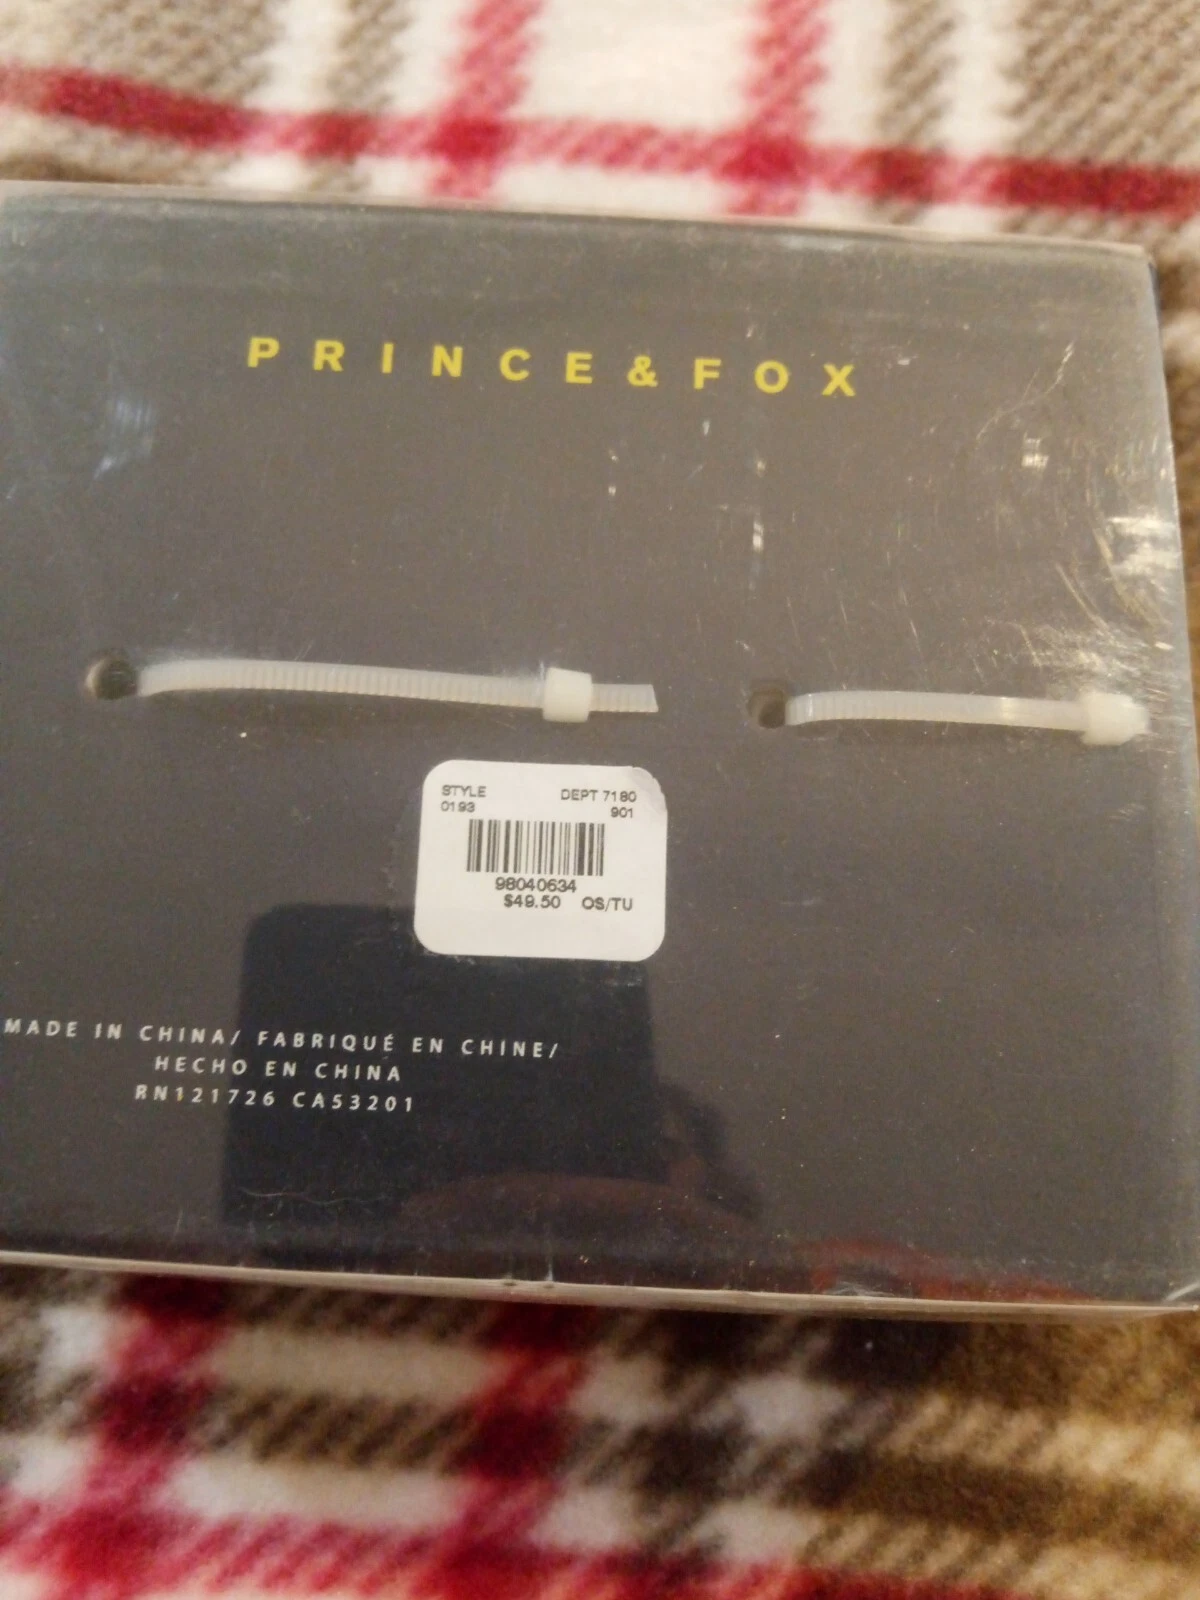 PRINCE&FOX
STYLE DEPT 7180
0193 901
98040634
$49.50 OS/TU
MADE IN CHINA/ FABRIQUÉ EN CHINE/
HECHO EN CHINA
RN121726 CA53201